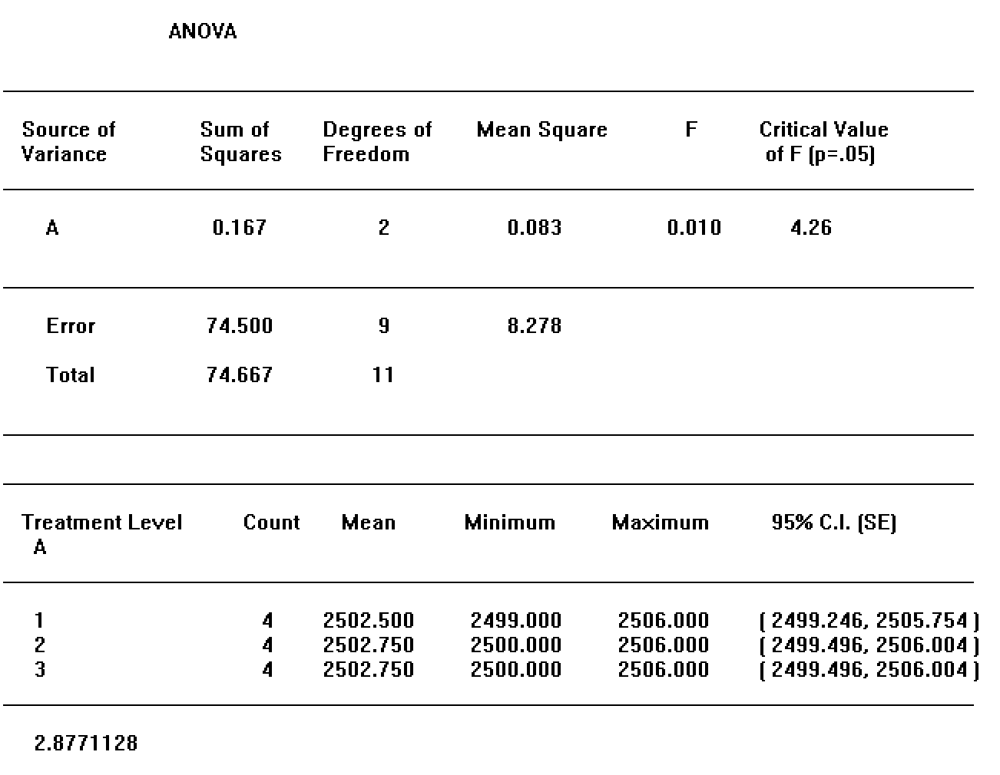 ANOVA
Source of Variance Sum of Squares Degrees of Freedom Mean Square F Critical Value of F (p=.05)
A 0.167 2 0.083 0.010 4.26
Error 74.500 9 8.278
Total 74.667 11
Treatment Level A Count Mean Minimum Maximum 95% C.I. (SE)
1 4 2502.500 2499.000 2506.000 ( 2499.246, 2505.754 )
2 4 2502.750 2500.000 2506.000 ( 2499.496, 2506.004 )
3 4 2502.750 2500.000 2506.000 ( 2499.496, 2506.004 )
2.8771128